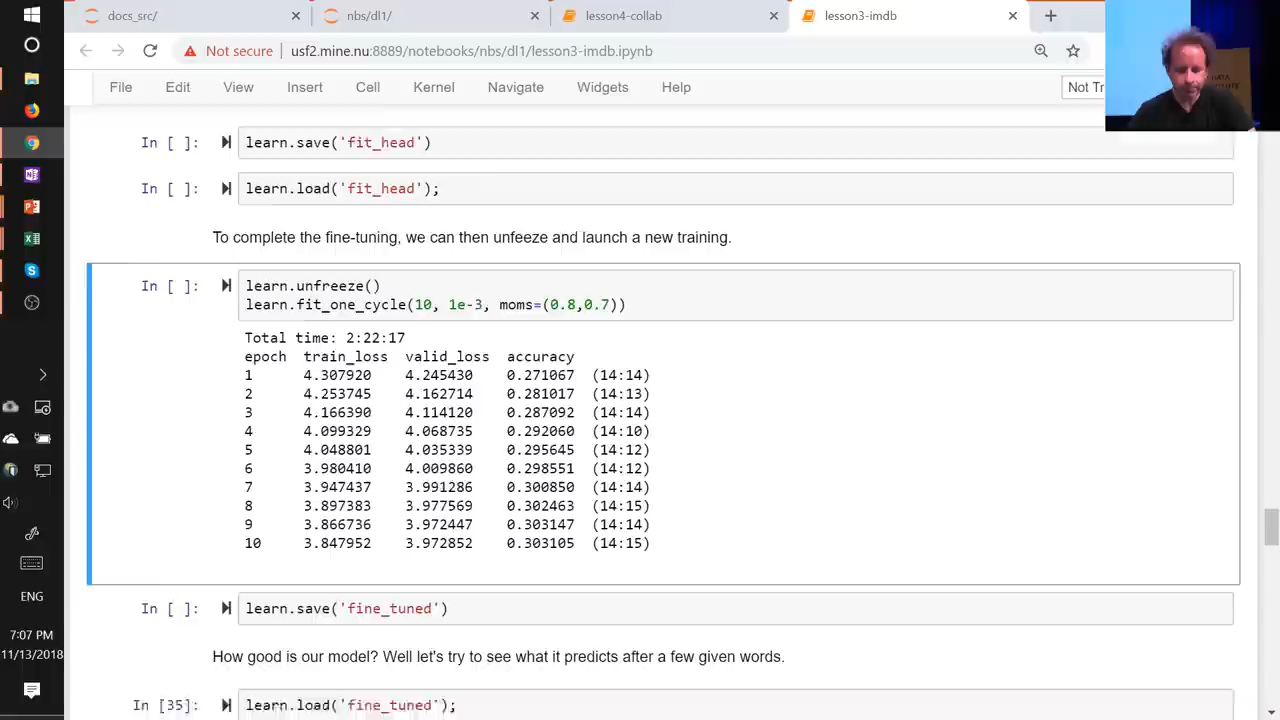 docs_src/
nbs/dl1/
lesson4-collab
lesson3-imdb
Not secure usf2.mine.nu:8889/notebooks/nbs/dl1/lesson3-imdb.ipynb
File Edit View Insert Cell Kernel Navigate Widgets Help Not Tr
In [ ]: learn.save('fit_head')
In [ ]: learn.load('fit_head');
To complete the fine-tuning, we can then unfeeze and launch a new training.
In [ ]: learn.unfreeze()
learn.fit_one_cycle(10, 1e-3, moms=(0.8,0.7))
Total time: 2:22:17
epoch train_loss valid_loss accuracy
1 4.307920 4.245430 0.271067 (14:14)
2 4.253745 4.162714 0.281017 (14:13)
3 4.166390 4.114120 0.287092 (14:14)
4 4.099329 4.068735 0.292060 (14:10)
5 4.048801 4.035339 0.295645 (14:12)
6 3.980410 4.009860 0.298551 (14:12)
7 3.947437 3.991286 0.300850 (14:14)
8 3.897383 3.977569 0.302463 (14:15)
9 3.866736 3.972447 0.303147 (14:14)
10 3.847952 3.972852 0.303105 (14:15)
In [ ]: learn.save('fine_tuned')
How good is our model? Well let's try to see what it predicts after a few given words.
In [35]: learn.load('fine_tuned');
ENG
7:07 PM
11/13/2018